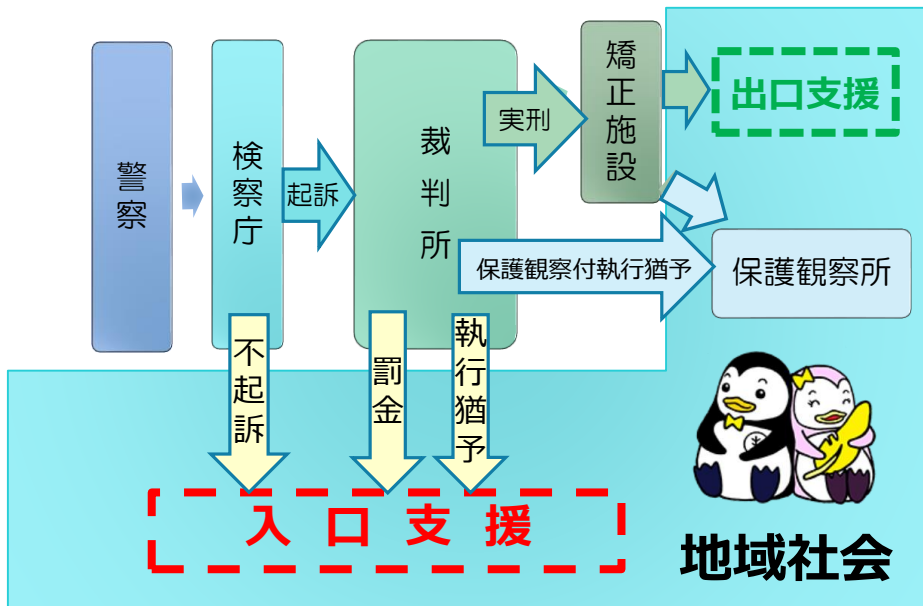 警察
検察庁
起訴
裁判所
実刑
矯正施設
出口支援
保護観察付執行猶予
保護観察所
不起訴
罰金
執行猶予
入口支援
地域社会